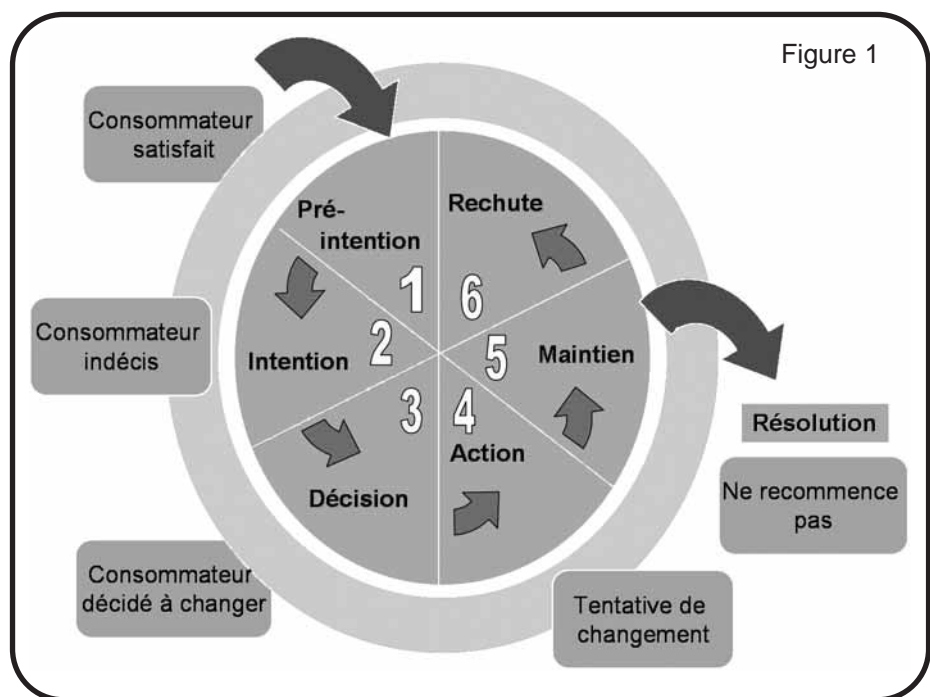 Figure 1
Consommateur
satisfait
Pré-
intention
Rechute
1
6
Consommateur
indécis
Intention
2
5
Maintien
3
4
Décision
Action
Résolution
Ne recommence
pas
Consommateur
décidé à changer
Tentative de
changement